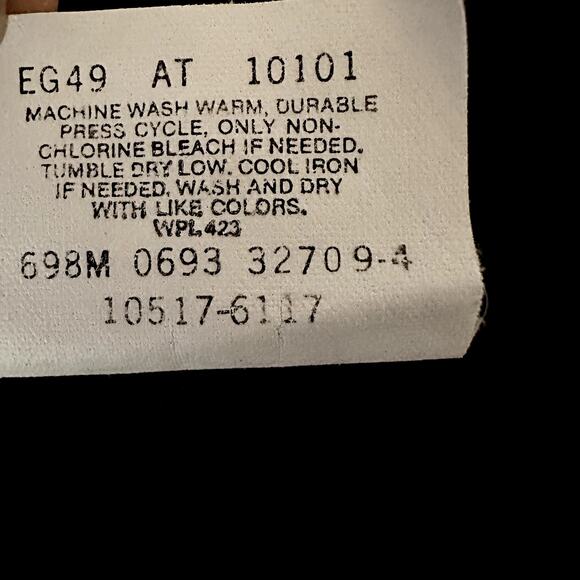 EG49 AT 10101
MACHINE WASH WARM, DURABLE
PRESS CYCLE, ONLY NON-
CHLORINE BLEACH IF NEEDED.
TUMBLE DRY LOW. COOL IRON
IF NEEDED. WASH AND DRY
WITH LIKE COLORS.
WPL 423
698M 0693 32709-4
10517-6117